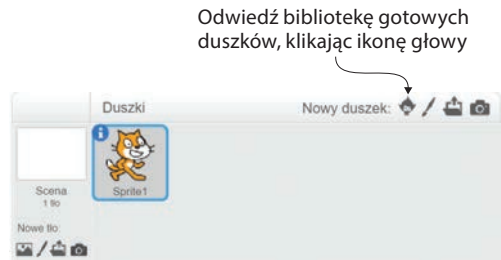 Odwiedź bibliotekę gotowych
duszków, klikając ikonę głowy
Duszki
Nowy duszek:
Sprite1
Scena
1 tło
Nowe tło: